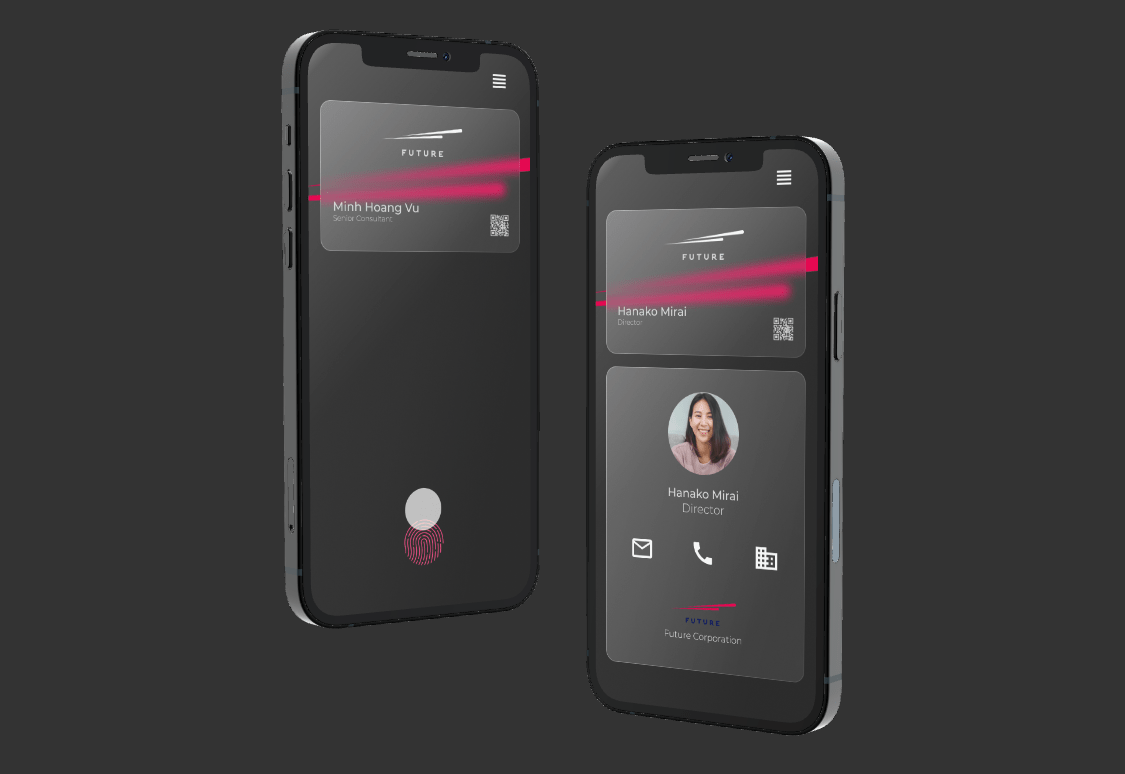 FUTURE
Minh Hoang Vu
Senior Consultant
FUTURE
Hanako Mirai
Director
Hanako Mirai
Director
FUTURE
Future Corporation